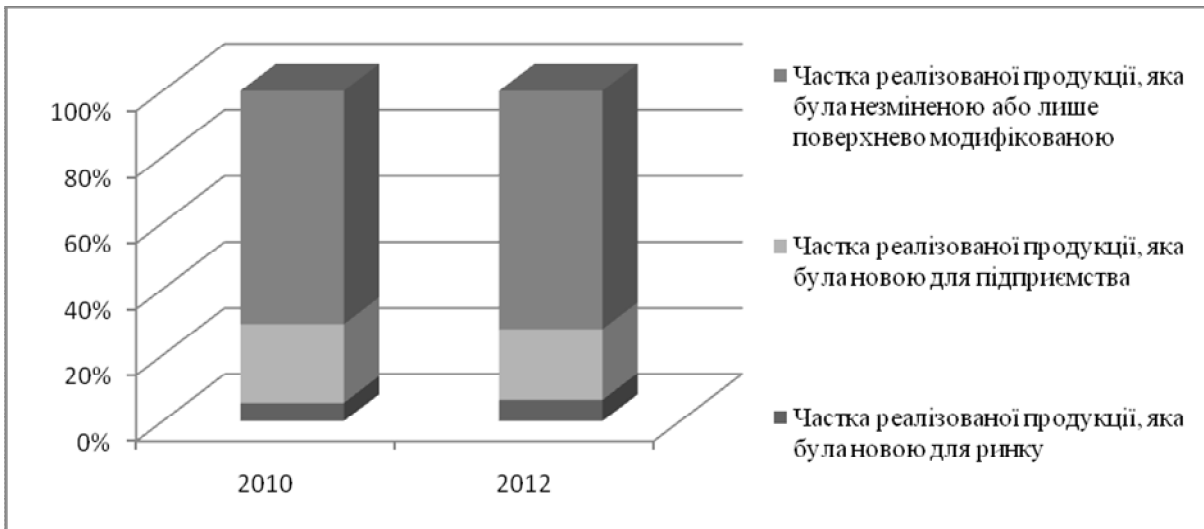 100%
80%
60%
40%
20%
0%
2010
2012
Частка реалізованої продукції, яка
була незміненою або лише
поверхнево модифікованою
Частка реалізованої продукції, яка
була новою для підприємства
Частка реалізованої продукції, яка
була новою для ринку